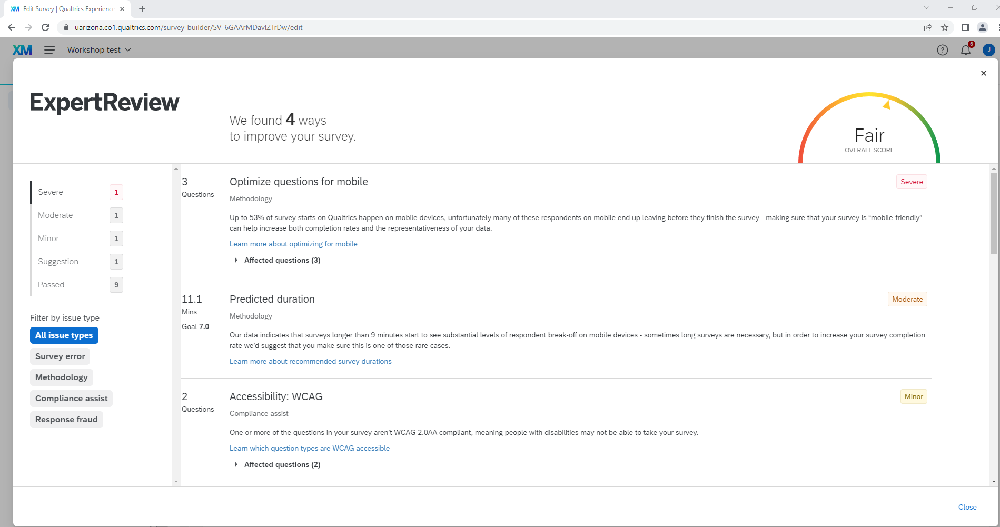 XM Edit Survey | Qualtrics Experience
uarizona.co1.qualtrics.com/survey-builder/SV_6GAArMDavIZTrDw/edit
XM Workshop test 6 J
ExpertReview
We found 4 ways
to improve your survey.
Fair
OVERALL SCORE
Severe 1
Moderate 1
Minor 1
Suggestion 1
Passed 9
Filter by issue type
All issue types
Survey error
Methodology
Compliance assist
Response fraud
3
Questions
Optimize questions for mobile
Severe
Methodology
Up to 53% of survey starts on Qualtrics happen on mobile devices, unfortunately many of these respondents on mobile end up leaving before they finish the survey - making sure that your survey is “mobile-friendly”
can help increase both completion rates and the representativeness of your data.
Learn more about optimizing for mobile
Affected questions (3)
11.1
Mins
Goal 7.0
Predicted duration
Moderate
Methodology
Our data indicates that surveys longer than 9 minutes start to see substantial levels of respondent break-off on mobile devices - sometimes long surveys are necessary, but in order to increase your survey completion
rate we’d suggest that you make sure this is one of those rare cases.
Learn more about recommended survey durations
2
Questions
Accessibility: WCAG
Minor
Compliance assist
One or more of the questions in your survey aren’t WCAG 2.0AA compliant, meaning people with disabilities may not be able to take your survey.
Learn which question types are WCAG accessible
Affected questions (2)
Close